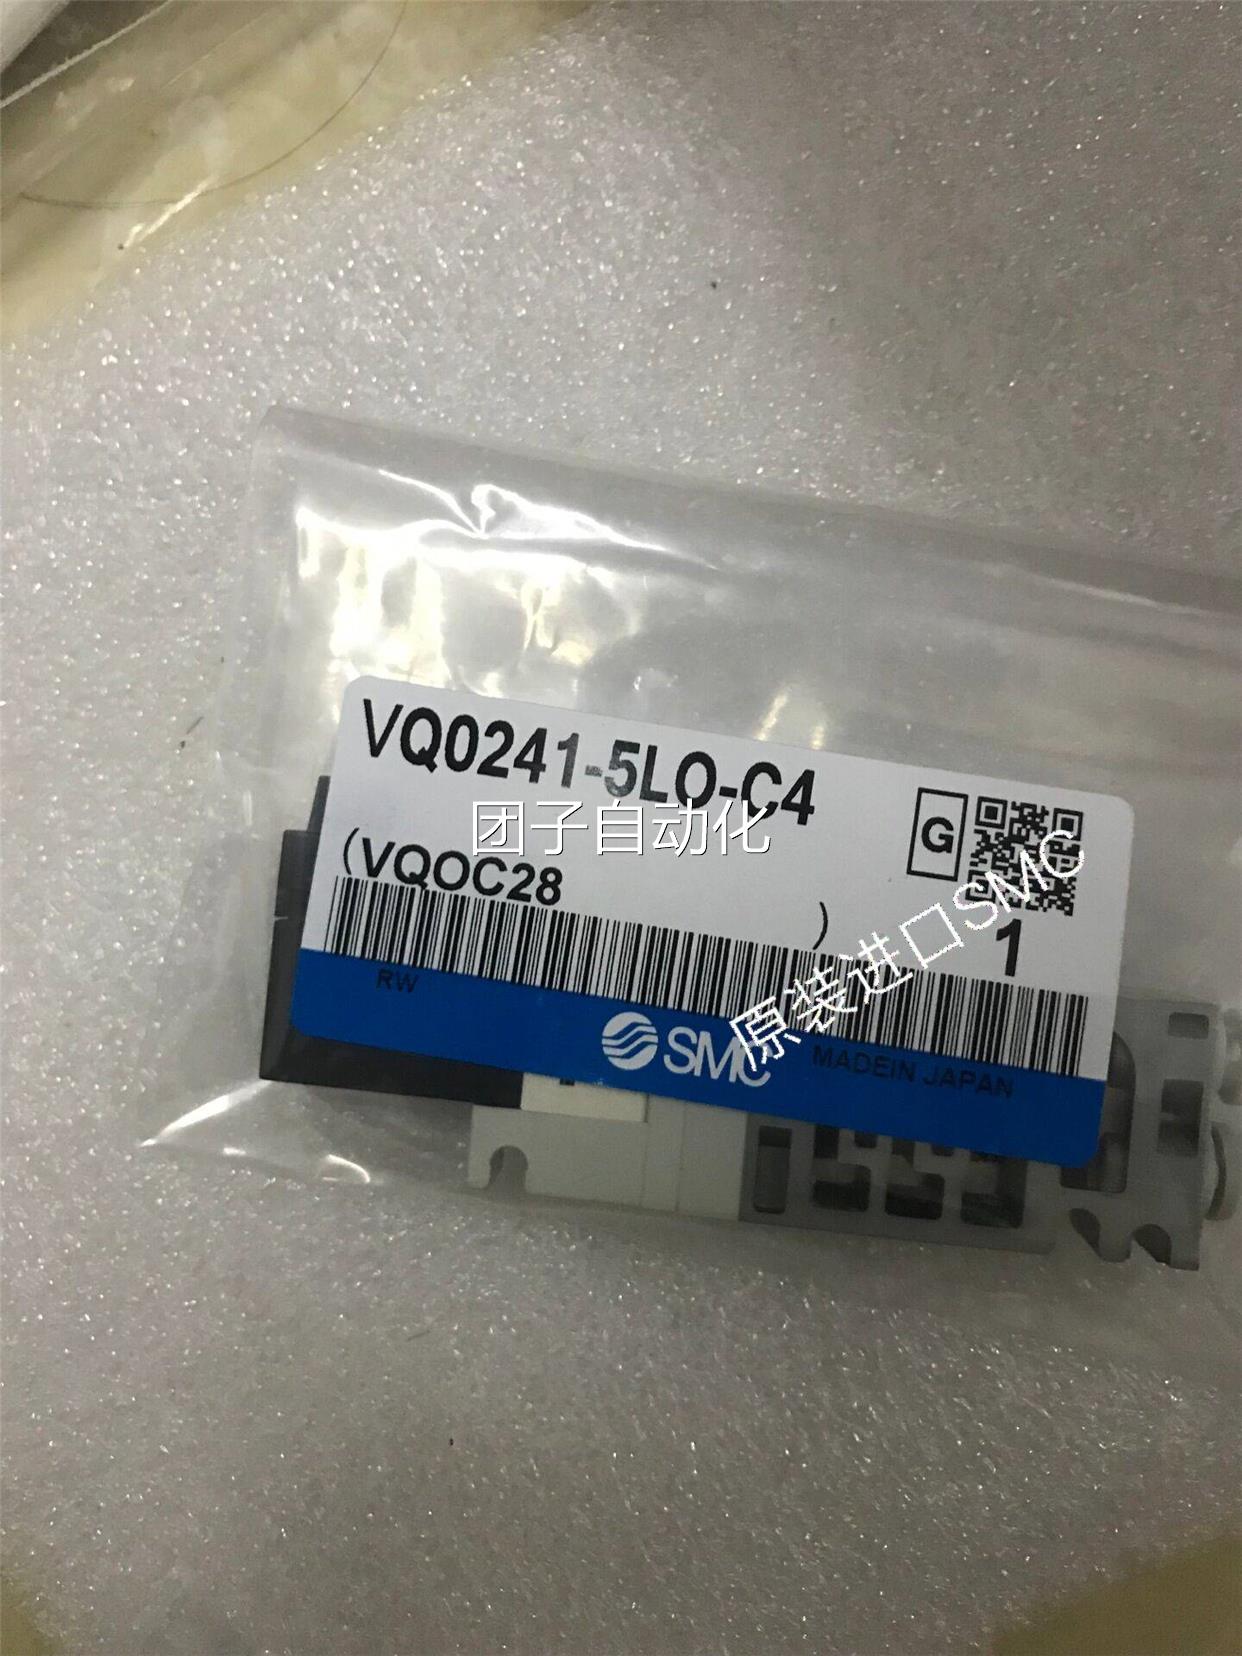 VQ0241-5LO-C4
团子自动化
(VQOC28 )
G
原装进口SMC
1
RW
SMC
MADEIN JAPAN